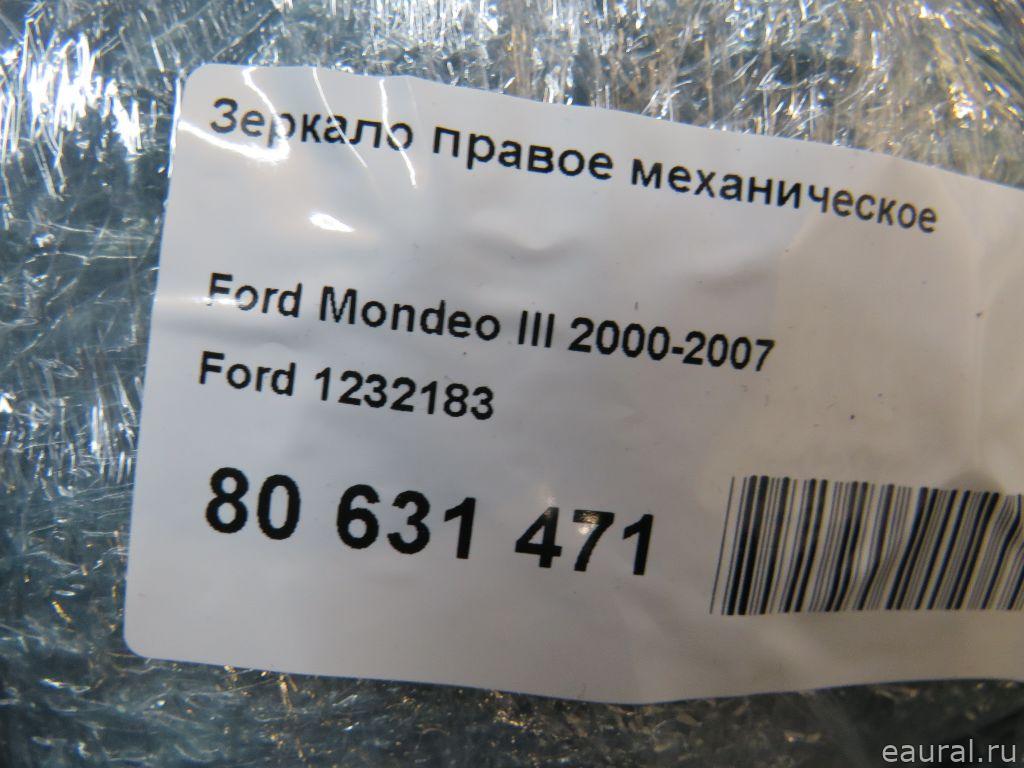 Зеркало правое механическое
Ford Mondeo III 2000-2007
Ford 1232183
80 631 471
eaural.ru